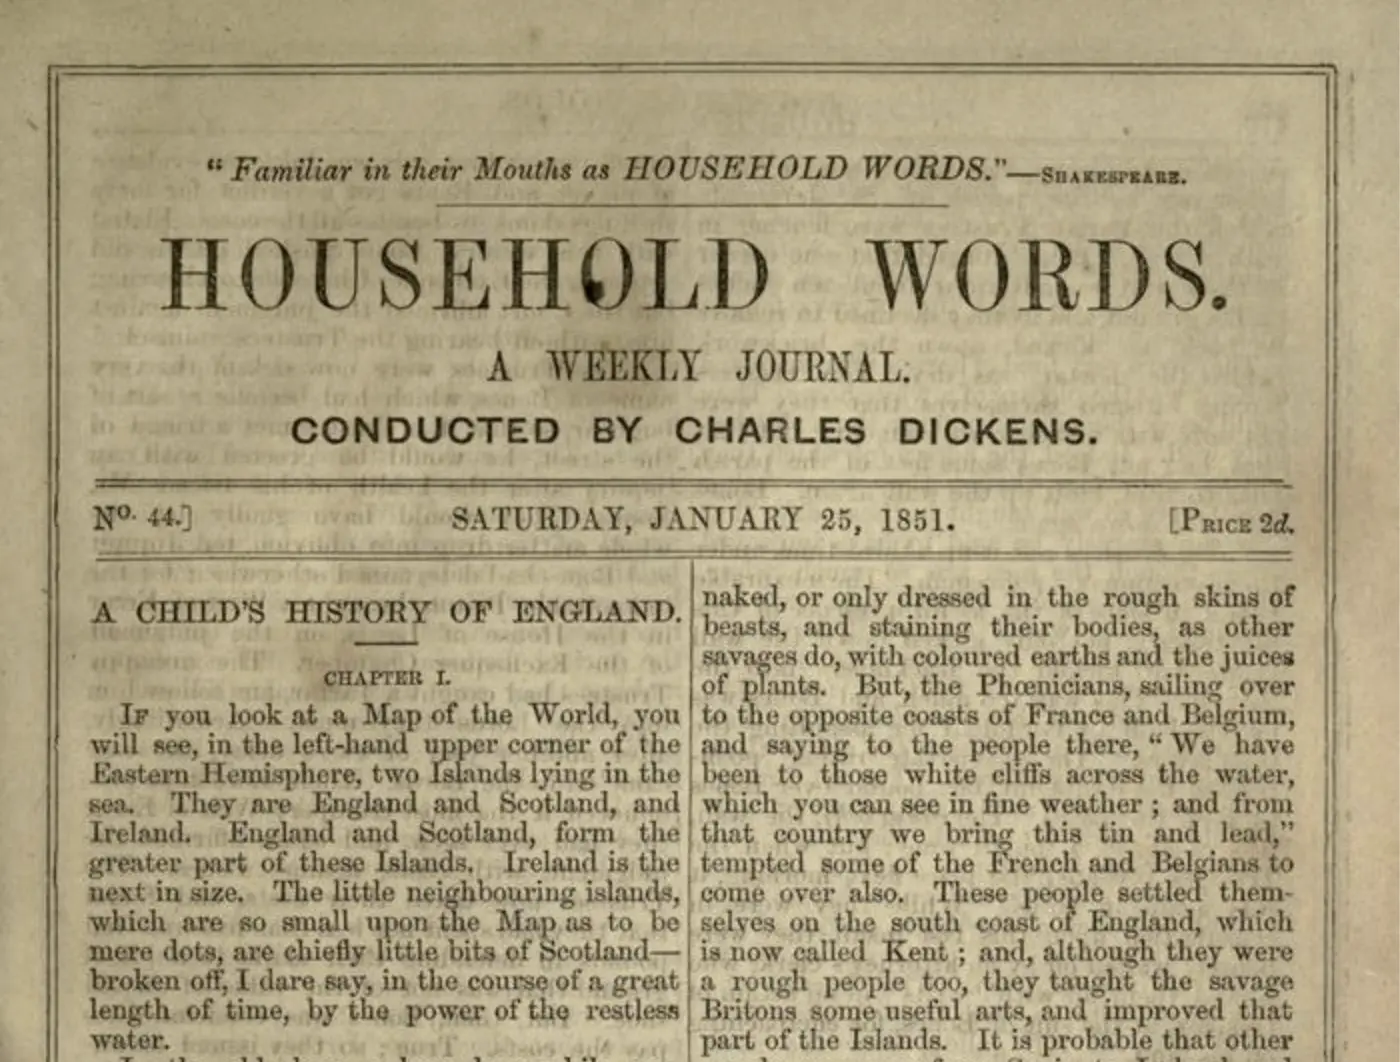 “ Familiar in their Mouths as HOUSEHOLD WORDS.”—SHAKESPEARE.
HOUSEHOLD WORDS.
A WEEKLY JOURNAL.
CONDUCTED BY CHARLES DICKENS.
No. 44.]
SATURDAY, JANUARY 25, 1851.
[PRICE 2d.
A CHILD’S HISTORY OF ENGLAND.
CHAPTER I.
IF you look at a Map of the World, you
will see, in the left-hand upper corner of the
Eastern Hemisphere, two Islands lying in the
sea. They are England and Scotland, and
Ireland. England and Scotland, form the
greater part of these Islands. Ireland is the
next in size. The little neighbouring islands,
which are so small upon the Map as to be
mere dots, are chiefly little bits of Scotland—
broken off, I dare say, in the course of a great
length of time, by the power of the restless
water.
naked, or only dressed in the rough skins of
beasts, and staining their bodies, as other
savages do, with coloured earths and the juices
of plants. But, the Phœnicians, sailing over
to the opposite coasts of France and Belgium,
and saying to the people there, “ We have
been to those white cliffs across the water,
which you can see in fine weather ; and from
that country we bring this tin and lead,”
tempted some of the French and Belgians to
come over also. These people settled them-
selves on the south coast of England, which
is now called Kent ; and, although they were
a rough people too, they taught the savage
Britons some useful arts, and improved that
part of the Islands. It is probable that other